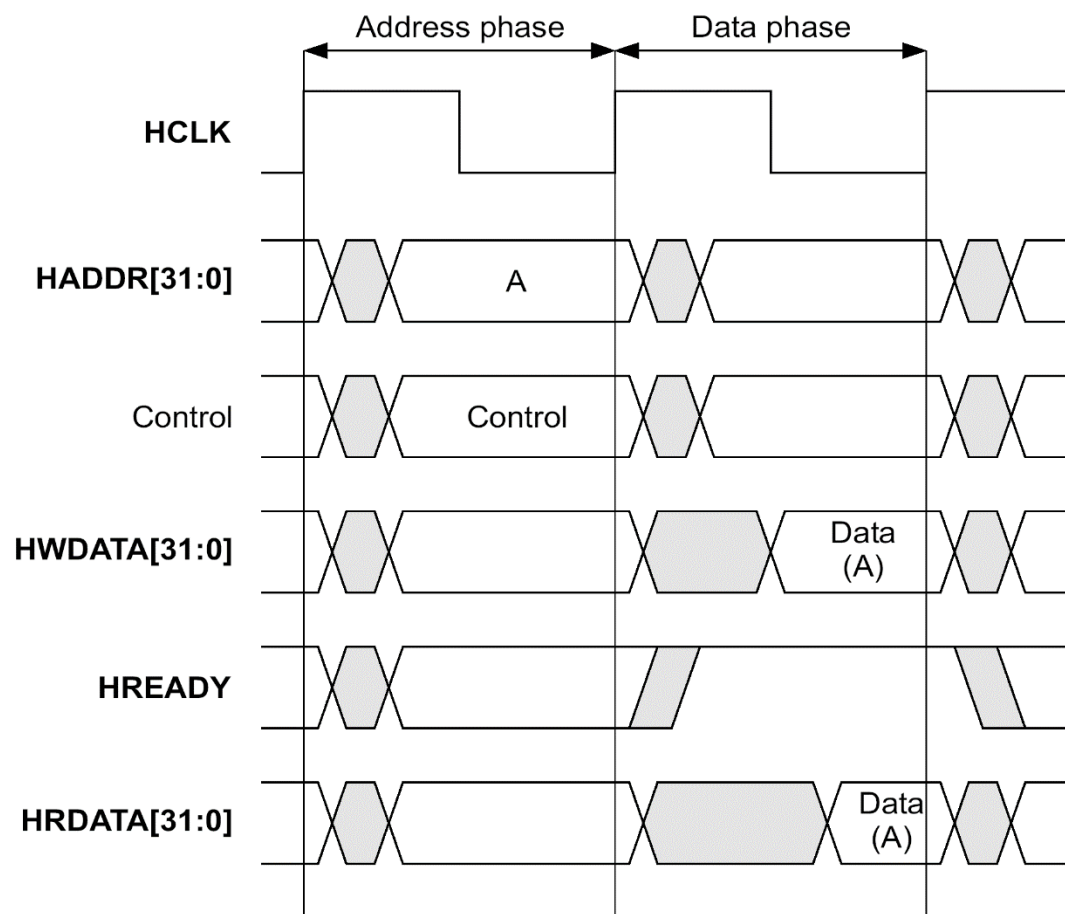 Address phase
Data phase
HCLK
HADDR[31:0]
A
Control
Control
HWDATA[31:0]
Data
(A)
HREADY
HRDATA[31:0]
Data
(A)